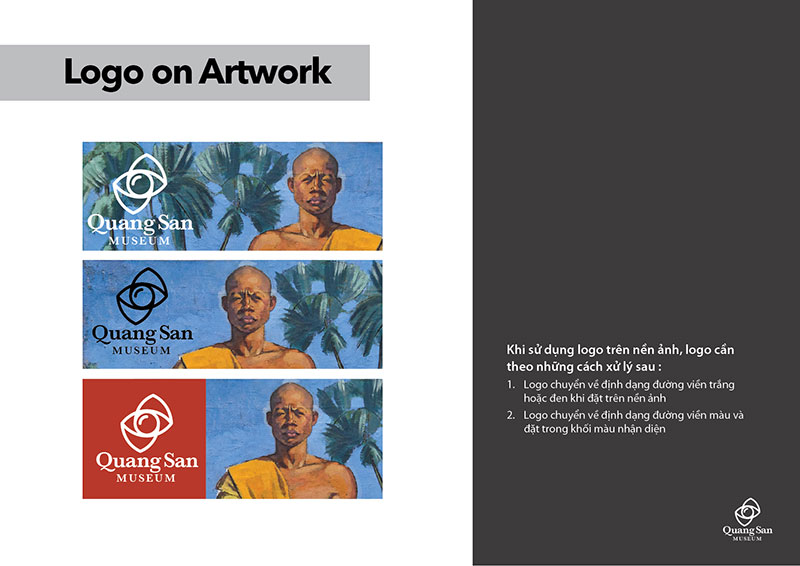 Logo on Artwork
Quang San
MUSEUM
Quang San
MUSEUM
Quang San
MUSEUM
Khi sử dụng logo trên nền ảnh, logo cần
theo những cách xử lý sau :
1. Logo chuyển về định dạng đường viền trắng
hoặc đen khi đặt trên nền ảnh
2. Logo chuyển về định dạng đường viền màu và
đặt trong khối màu nhận diện
Quang San
MUSEUM